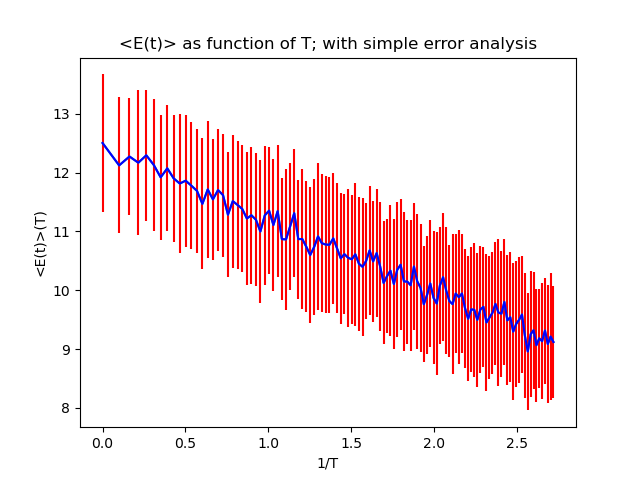 <E(t)> as function of T; with simple error analysis
<E(t)>(T)
13
12
11
10
9
8
0.0 0.5 1.0 1.5 2.0 2.5
1/T